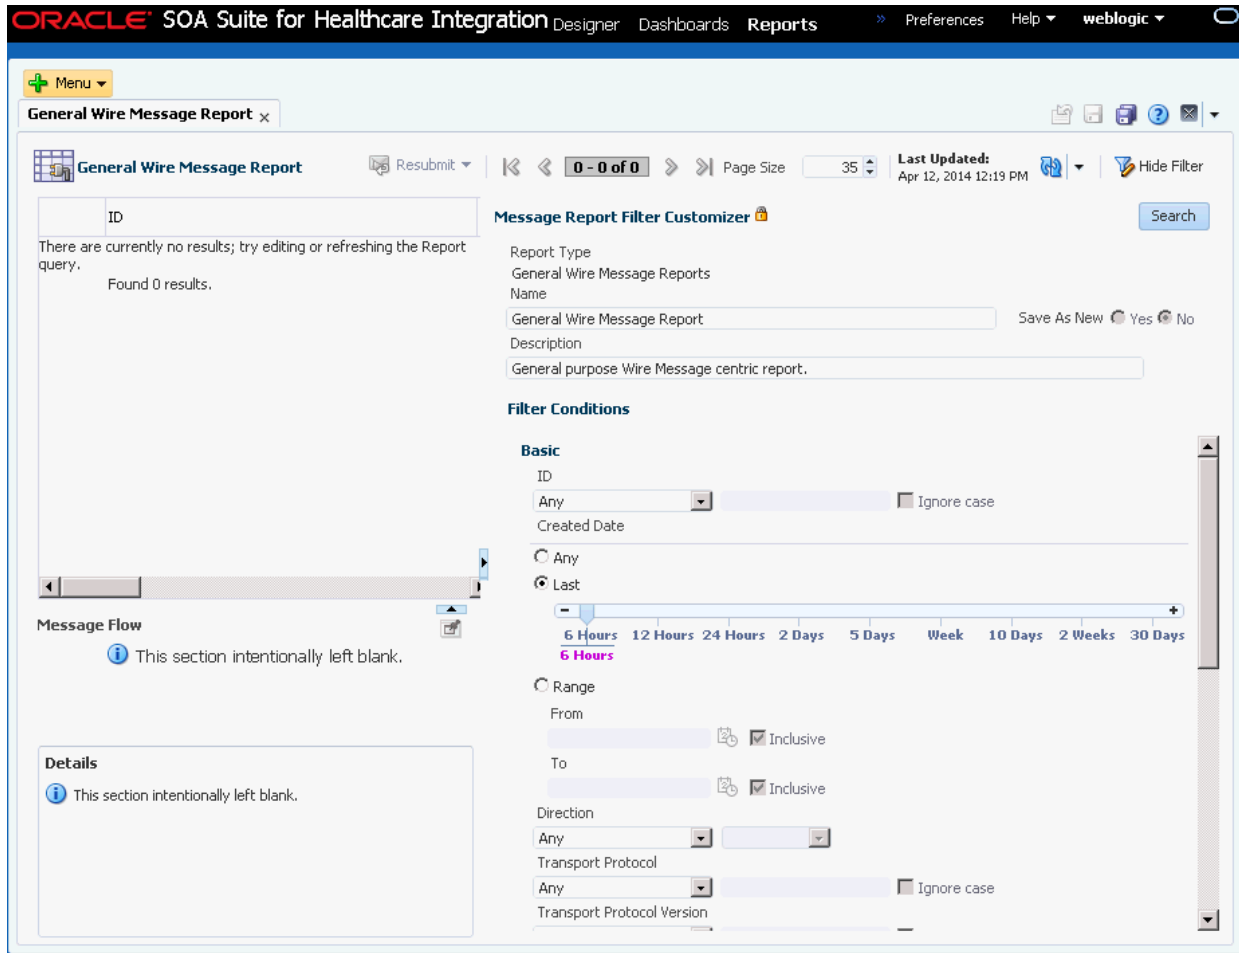 ORACLE SOA Suite for Healthcare Integration Designer Dashboards Reports » Preferences Help weblogic
Menu
General Wire Message Report x
General Wire Message Report Resubmit 0 - 0 of 0 Page Size 35 Last Updated: Hide Filter
Apr 12, 2014 12:19 PM
ID
There are currently no results; try editing or refreshing the Report
query.
Found 0 results.
Message Flow
This section intentionally left blank.
Details
This section intentionally left blank.
Message Report Filter Customizer Search
Report Type
General Wire Message Reports
Name
General Wire Message Report Save As New Yes No
Description
General purpose Wire Message centric report.
Filter Conditions
Basic
ID
Any Ignore case
Created Date
Any
Last
- +
6 Hours 12 Hours 24 Hours 2 Days 5 Days Week 10 Days 2 Weeks 30 Days
6 Hours
Range
From
Inclusive
To
Inclusive
Direction
Any
Transport Protocol
Any Ignore case
Transport Protocol Version